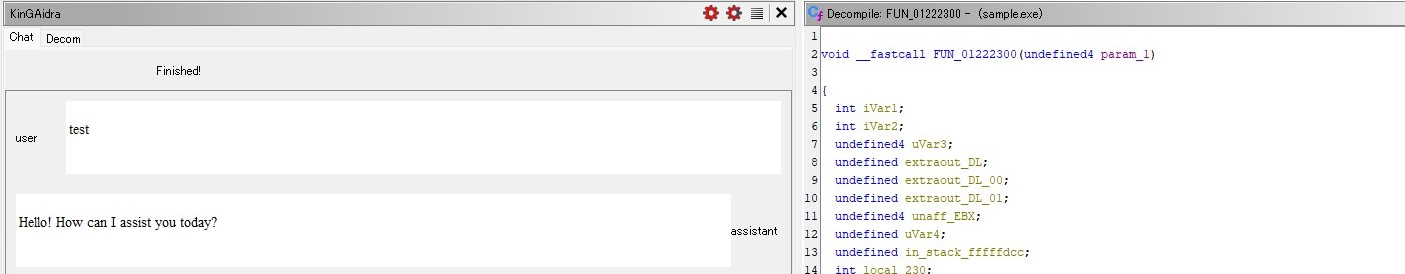 KinGAidra
Chat Decom
Finished!
user
test
Hello! How can I assist you today?
assistant
Decompile: FUN_01222300 - (sample.exe)
1
2 void __fastcall FUN_01222300(undefined4 param_1)
3
4 {
5 int iVar1;
6 int iVar2;
7 undefined4 uVar3;
8 undefined extraout_DL;
9 undefined extraout_DL_00;
10 undefined extraout_DL_01;
11 undefined4 unaff_EBX;
12 undefined uVar4;
13 undefined in_stack_fffffdcc;
14 int local_230;